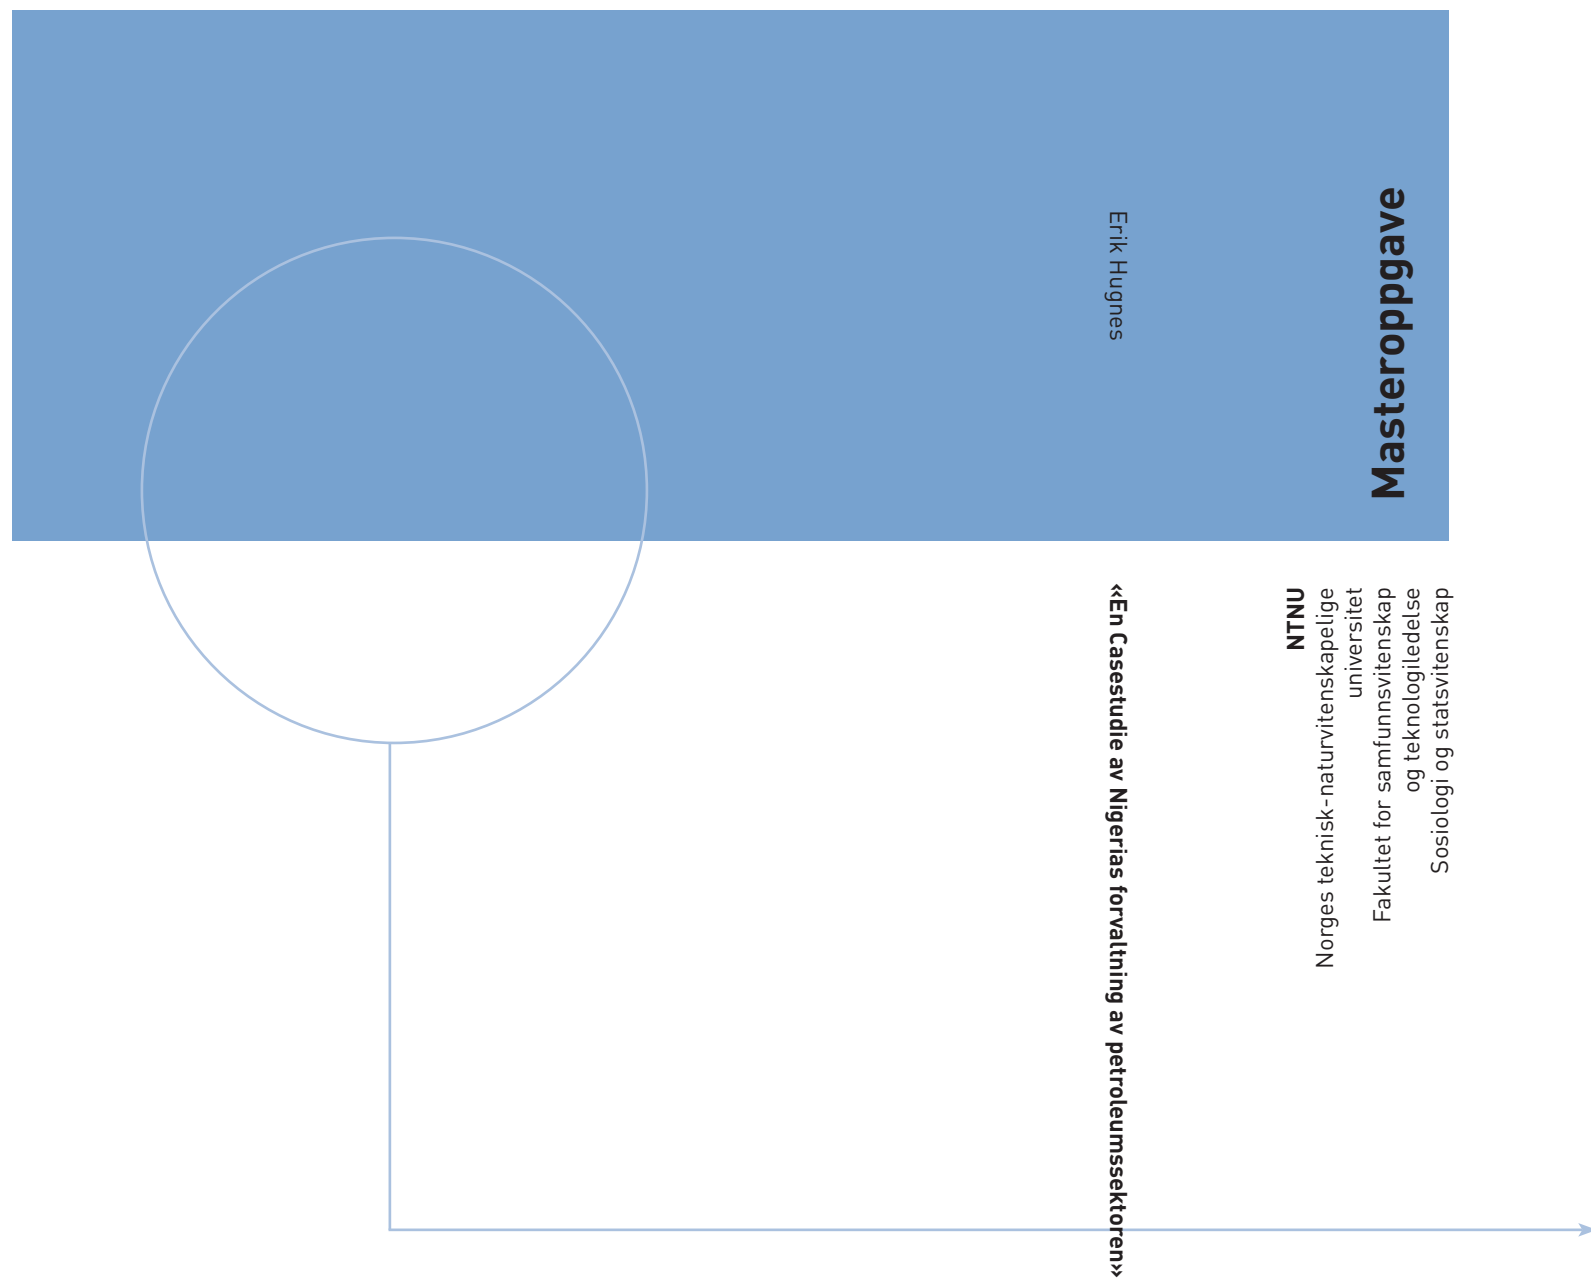 Erik Hugnes
«En Casestudie av Nigerias forvaltning av petroleumssektoren»
Masteroppgave
NTNU
Norges teknisk-naturvitenskapelige
universitet
Fakultet for samfunnsvitenskap
og teknologiledelse
Sosiologi og statsvitenskap